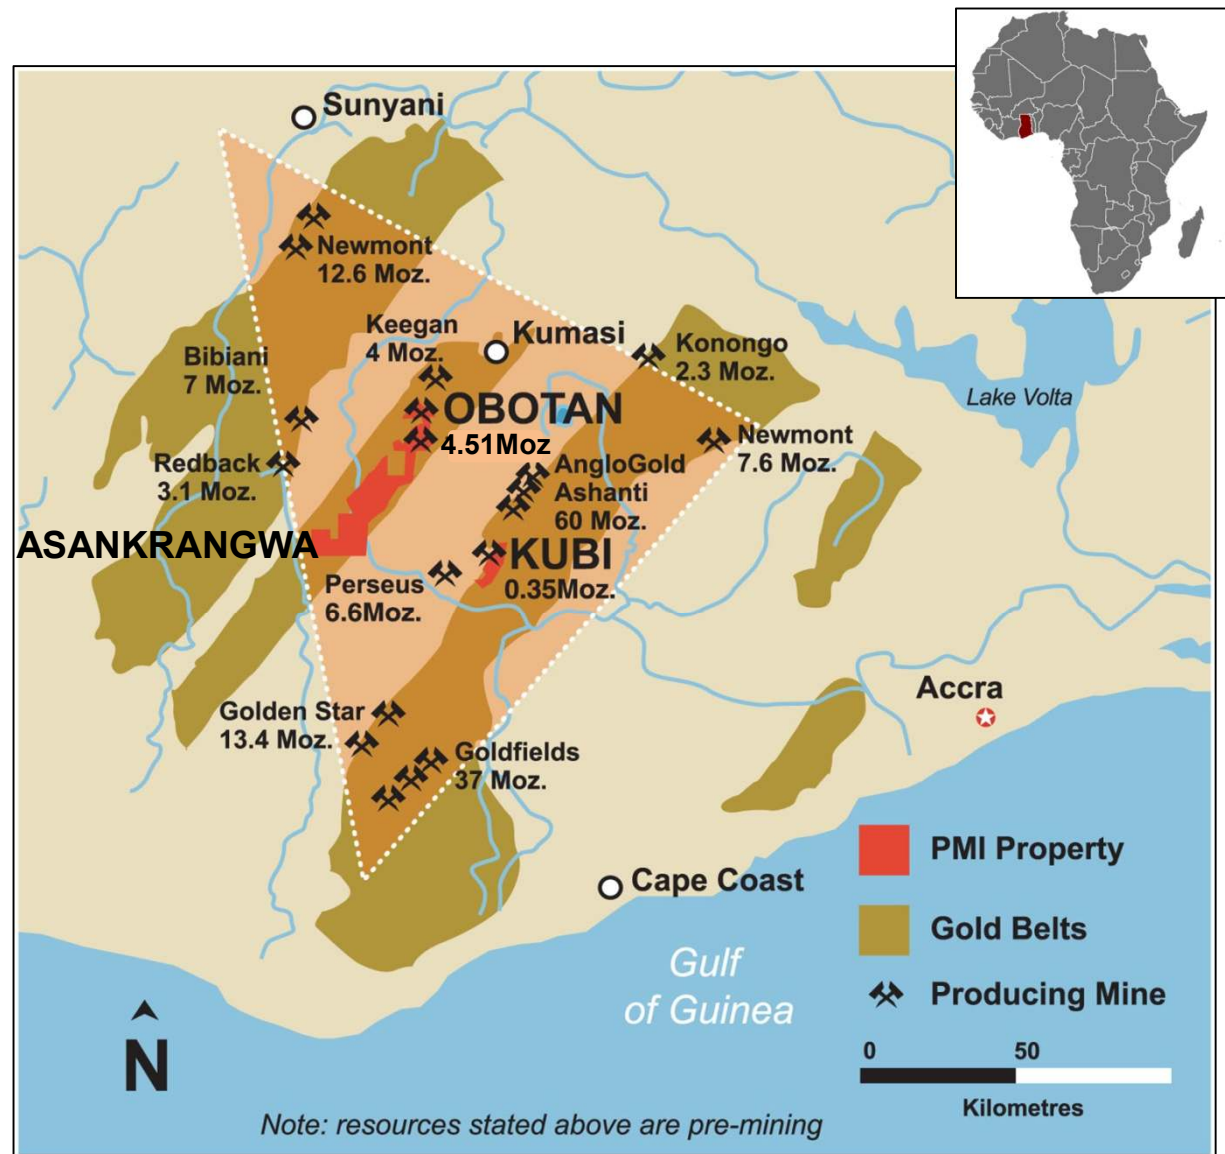 Sunyani
Newmont
12.6 Moz.
Keegan
4 Moz.
Kumasi
Bibiani
7 Moz.
Konongo
2.3 Moz.
Lake Volta
OBOTAN
4.51Moz
Newmont
7.6 Moz.
Redback
3.1 Moz.
AngloGold
Ashanti
60 Moz.
ASANKRANGWA
KUBI
0.35Moz.
Perseus
6.6Moz.
Accra
Golden Star
13.4 Moz.
Goldfields
37 Moz.
PMI Property
Cape Coast
Gold Belts
Gulf
of Guinea
Producing Mine
N
0 50
Kilometres
Note: resources stated above are pre-mining